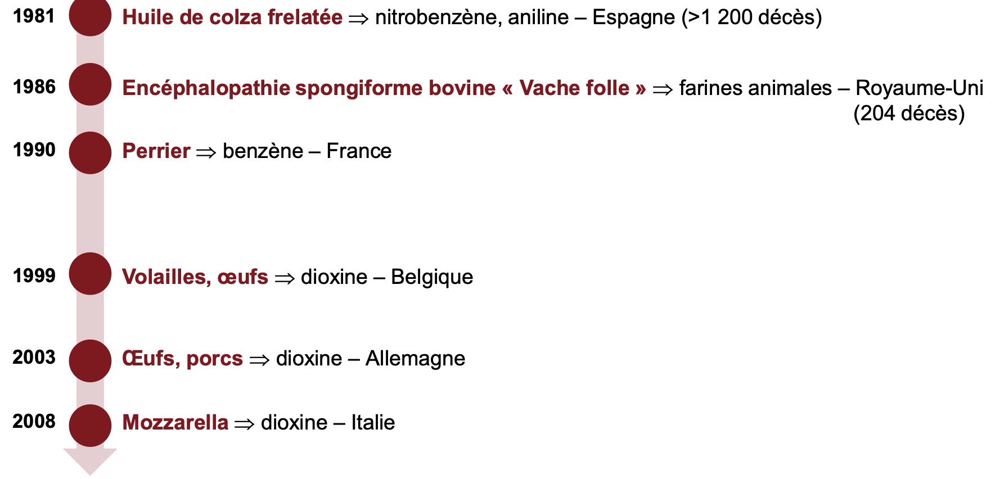 1981 Huile de colza frelatée ⇒ nitrobenzène, aniline – Espagne (>1 200 décès)
1986 Encéphalopathie spongiforme bovine « Vache folle » ⇒ farines animales – Royaume-Uni
(204 décès)
1990 Perrier ⇒ benzène – France
1999 Volailles, œufs ⇒ dioxine – Belgique
2003 Œufs, porcs ⇒ dioxine – Allemagne
2008 Mozzarella ⇒ dioxine – Italie